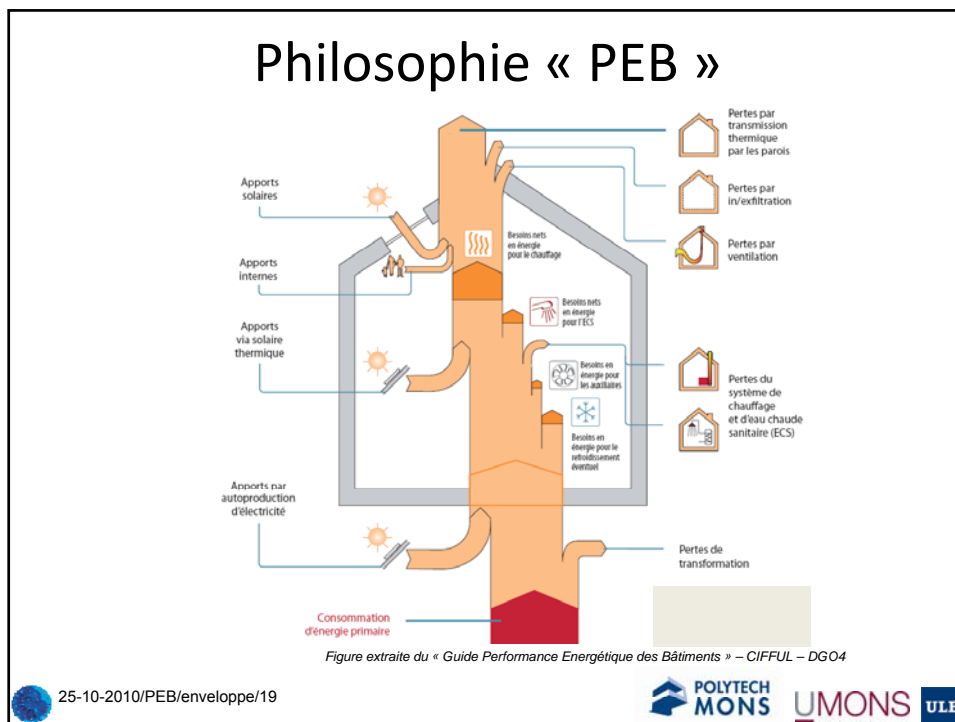 Philosophie « PEB »
Pertes par
transmission
thermique
par les parois
Apports
solaires
Pertes par
in/exfiltration
Besoins nets
en énergie
pour le chauffage
Pertes par
ventilation
Apports
internes
Besoins nets
en énergie
pour l'ECS
Apports
via solaire
thermique
Besoins en
énergie pour
les auxiliaires
Pertes du
système de
chauffage
et d'eau chaude
sanitaire (ECS)
Besoins en
énergie pour le
refroidissement
éventuel
Apports par
autoproduction
d'électricité
Pertes de
transformation
Consommation
d'énergie primaire
Figure extraite du « Guide Performance Energétique des Bâtiments » – CIFFUL – DGO4
25-10-2010/PEB/enveloppe/19
POLYTECH
MONS
UMONS
ULB